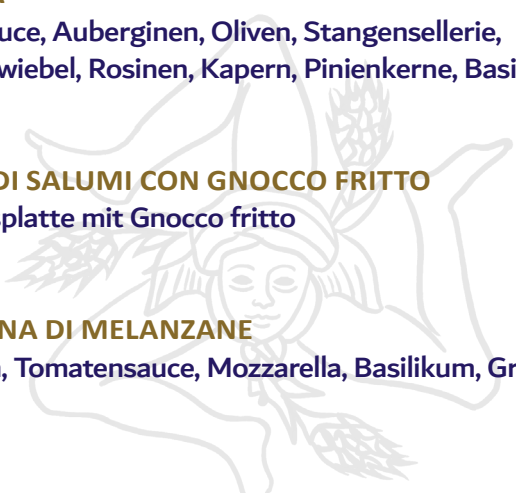 uce, Auberginen, Oliven, Stangensellerie,
wiebel, Rosinen, Kapern, Pinienkerne, Basi
DI SALUMI CON GNOCCO FRITTO
splatte mit Gnocco fritto
NA DI MELANZANE
, Tomatensauce, Mozzarella, Basilikum, Gr